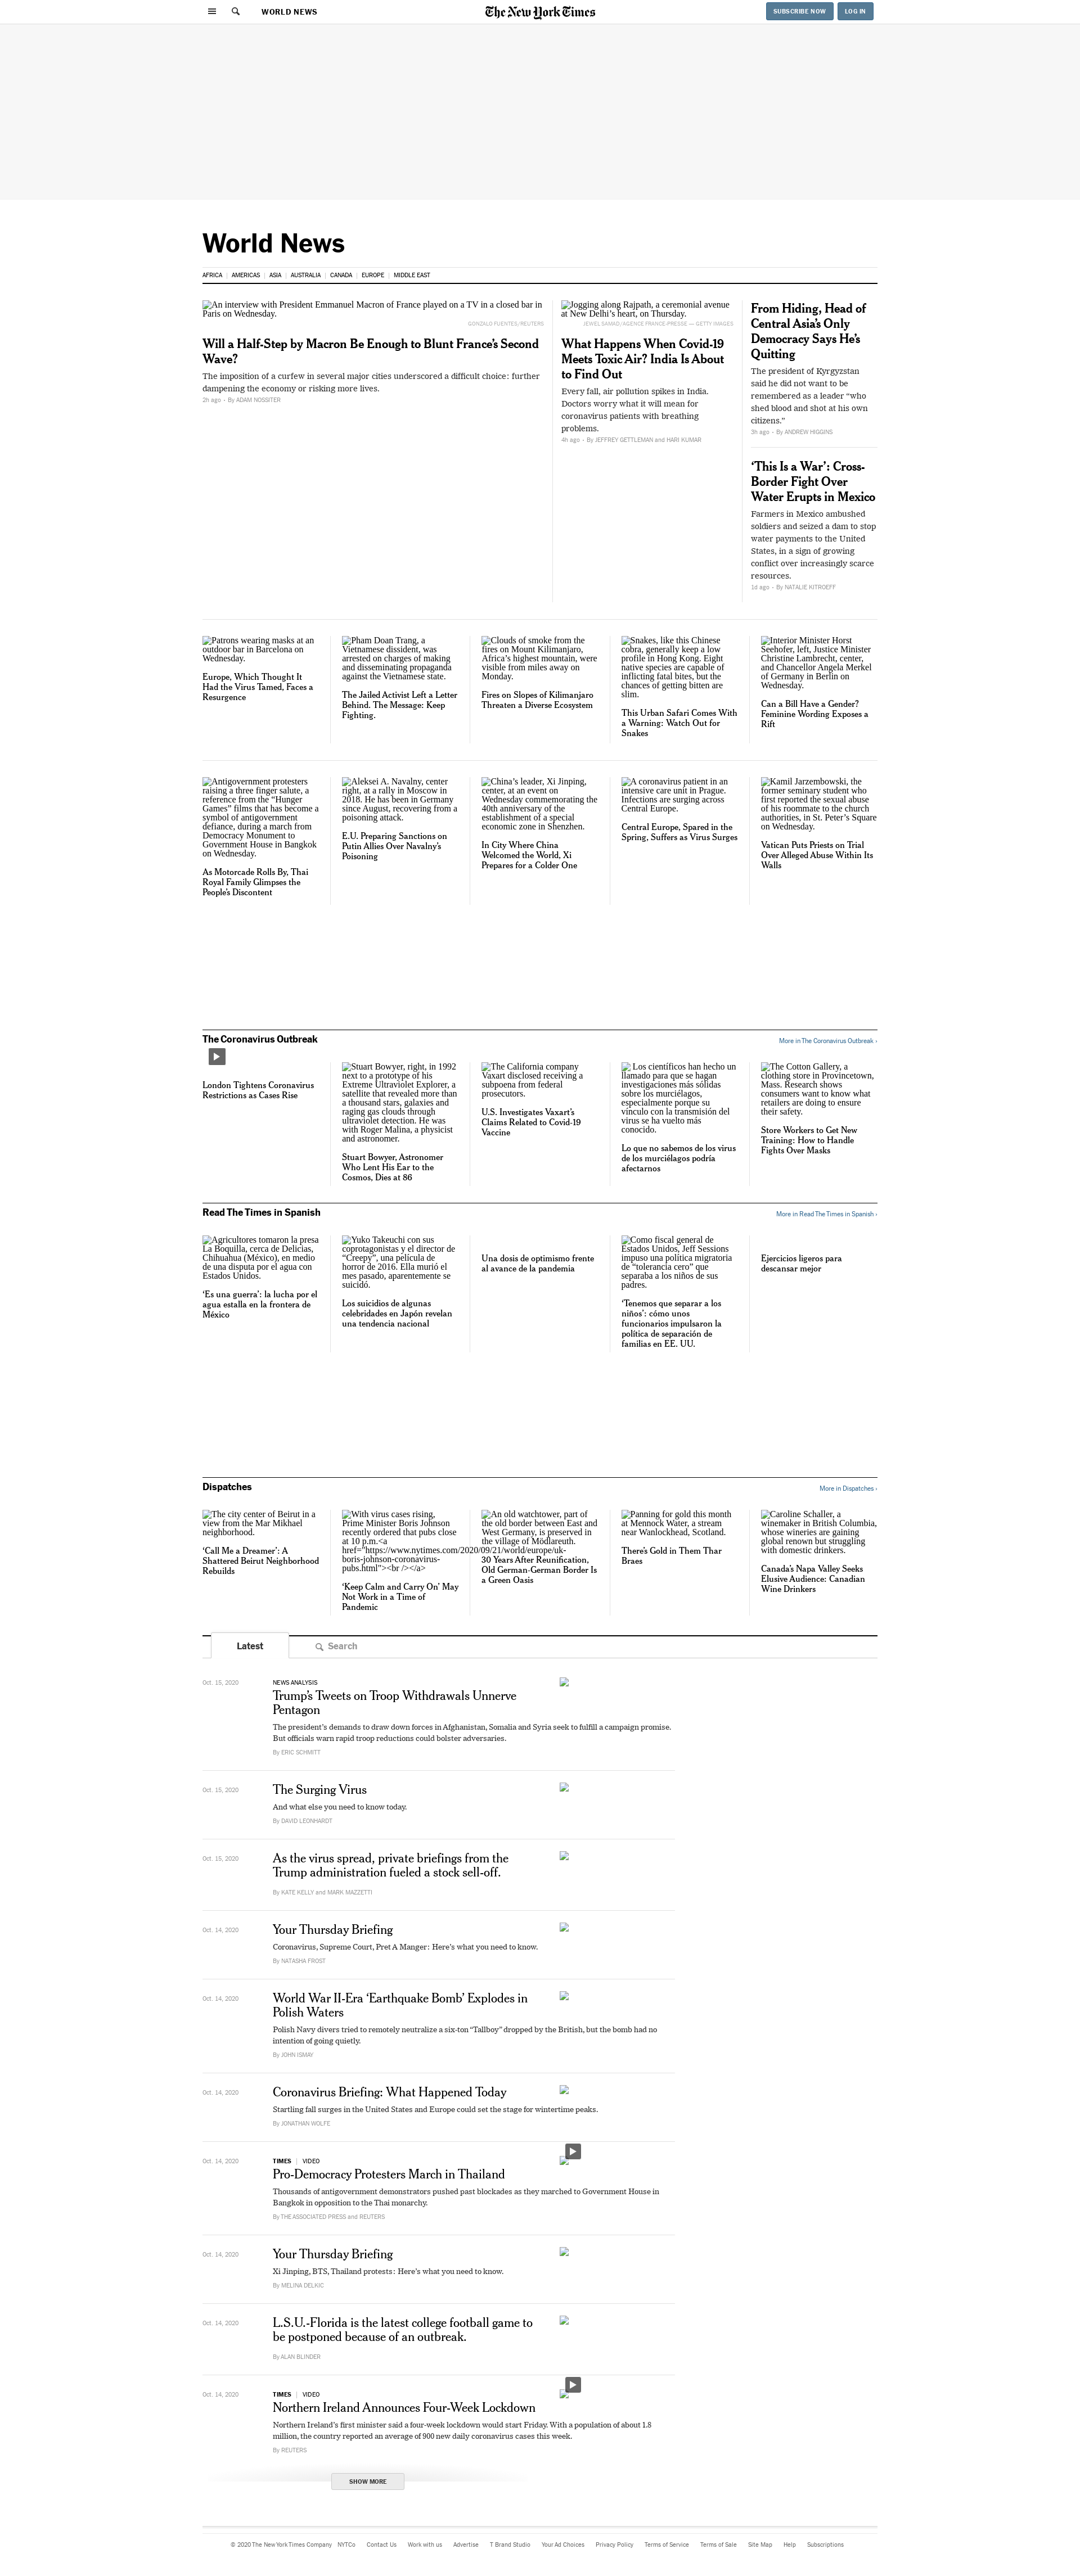 WORLD NEWS
The New York Times
SUBSCRIBE NOW
LOG IN
World News
AFRICA
AMERICAS
ASIA
AUSTRALIA
CANADA
EUROPE
MIDDLE EAST
An interview with President Emmanuel Macron of France played on a TV in a closed bar in
Paris on Wednesday.
GONZALO FUENTES/REUTERS
Will a Half-Step by Macron Be Enough to Blunt France’s Second
Wave?
The imposition of a curfew in several major cities underscored a difficult choice: further
dampening the economy or risking more lives.
2h ago • By ADAM NOSSITER
Jogging along Rajpath, a ceremonial avenue
at New Delhi’s heart, on Thursday.
JEWEL SAMAD/AGENCE FRANCE-PRESSE — GETTY IMAGES
What Happens When Covid-19
Meets Toxic Air? India Is About
to Find Out
Every fall, air pollution spikes in India.
Doctors worry what it will mean for
coronavirus patients with breathing
problems.
4h ago • By JEFFREY GETTLEMAN and HARI KUMAR
From Hiding, Head of
Central Asia’s Only
Democracy Says He’s
Quitting
The president of Kyrgyzstan
said he did not want to be
remembered as a leader “who
shed blood and shot at his own
citizens.”
3h ago • By ANDREW HIGGINS
‘This Is a War’: Cross-
Border Fight Over
Water Erupts in Mexico
Farmers in Mexico ambushed
soldiers and seized a dam to stop
water payments to the United
States, in a sign of growing
conflict over increasingly scarce
resources.
1d ago • By NATALIE KITROEFF
Patrons wearing masks at an
outdoor bar in Barcelona on
Wednesday.
Europe, Which Thought It
Had the Virus Tamed, Faces a
Resurgence
Pham Doan Trang, a
Vietnamese dissident, was
arrested on charges of making
and disseminating propaganda
against the Vietnamese state.
The Jailed Activist Left a Letter
Behind. The Message: Keep
Fighting.
Clouds of smoke from the
fires on Mount Kilimanjaro,
Africa’s highest mountain, were
visible from miles away on
Monday.
Fires on Slopes of Kilimanjaro
Threaten a Diverse Ecosystem
Snakes, like this Chinese
cobra, generally keep a low
profile in Hong Kong. Eight
native species are capable of
inflicting fatal bites, but the
chances of getting bitten are
slim.
This Urban Safari Comes With
a Warning: Watch Out for
Snakes
Interior Minister Horst
Seehofer, left, Justice Minister
Christine Lambrecht, center,
and Chancellor Angela Merkel
of Germany in Berlin on
Wednesday.
Can a Bill Have a Gender?
Feminine Wording Exposes a
Rift
Antigovernment protesters
raising a three finger salute, a
reference from the “Hunger
Games” films that has become a
symbol of antigovernment
defiance, during a march from
Democracy Monument to
Government House in Bangkok
on Wednesday.
As Motorcade Rolls By, Thai
Royal Family Glimpses the
People’s Discontent
Aleksei A. Navalny, center
right, at a rally in Moscow in
2018. He has been in Germany
since August, recovering from a
poisoning attack.
E.U. Preparing Sanctions on
Putin Allies Over Navalny’s
Poisoning
China’s leader, Xi Jinping,
center, at an event on
Wednesday commemorating the
40th anniversary of the
establishment of a special
economic zone in Shenzhen.
In City Where China
Welcomed the World, Xi
Prepares for a Colder One
A coronavirus patient in an
intensive care unit in Prague.
Infections are surging across
Central Europe.
Central Europe, Spared in the
Spring, Suffers as Virus Surges
Kamil Jarzembowski, the
former seminary student who
first reported the sexual abuse
of his roommate to the church
authorities, in St. Peter’s Square
on Wednesday.
Vatican Puts Priests on Trial
Over Alleged Abuse Within Its
Walls
The Coronavirus Outbreak
More in The Coronavirus Outbreak ›
London Tightens Coronavirus
Restrictions as Cases Rise
Stuart Bowyer, right, in 1992
next to a prototype of his
Extreme Ultraviolet Explorer, a
satellite that revealed more than
a thousand stars, galaxies and
raging gas clouds through
ultraviolet detection. He was
with Roger Malina, a physicist
and astronomer.
Stuart Bowyer, Astronomer
Who Lent His Ear to the
Cosmos, Dies at 86
The California company
Vaxart disclosed receiving a
subpoena from federal
prosecutors.
U.S. Investigates Vaxart’s
Claims Related to Covid-19
Vaccine
Los científicos han hecho un
llamado para que se hagan
investigaciones más sólidas
sobre los murciélagos,
especialmente porque su
vínculo con la transmisión del
virus se ha vuelto más
conocido.
Lo que no sabemos de los virus
de los murciélagos podría
afectarnos
The Cotton Gallery, a
clothing store in Provincetown,
Mass. Research shows
consumers want to know what
retailers are doing to ensure
their safety.
Store Workers to Get New
Training: How to Handle
Fights Over Masks
Read The Times in Spanish
More in Read The Times in Spanish ›
Agricultores tomaron la presa
La Boquilla, cerca de Delicias,
Chihuahua (México), en medio
de una disputa por el agua con
Estados Unidos.
‘Es una guerra’: la lucha por el
agua estalla en la frontera de
México
Yuko Takeuchi con sus
coprotagonistas y el director de
“Creepy”, una película de
horror de 2016. Ella murió el
mes pasado, aparentemente se
suicidó.
Los suicidios de algunas
celebridades en Japón revelan
una tendencia nacional
Una dosis de optimismo frente
al avance de la pandemia
Como fiscal general de
Estados Unidos, Jeff Sessions
impuso una política migratoria
de “tolerancia cero” que
separaba a los niños de sus
padres.
‘Tenemos que separar a los
niños’: cómo unos
funcionarios impulsaron la
política de separación de
familias en EE. UU.
Ejercicios ligeros para
descansar mejor
Dispatches
More in Dispatches ›
The city center of Beirut in a
view from the Mar Mikhael
neighborhood.
‘Call Me a Dreamer’: A
Shattered Beirut Neighborhood
Rebuilds
With virus cases rising,
Prime Minister Boris Johnson
recently ordered that pubs close
at 10 p.m.<a
href="https://www.nytimes.com/2020/09/21/world/europe/uk-
boris-johnson-coronavirus-
pubs.html"><br /></a>
‘Keep Calm and Carry On’ May
Not Work in a Time of
Pandemic
An old watchtower, part of
the old border between East and
West Germany, is preserved in
the village of Mödlareuth.
30 Years After Reunification,
Old German-German Border Is
a Green Oasis
Panning for gold this month
at Mennock Water, a stream
near Wanlockhead, Scotland.
There’s Gold in Them Thar
Braes
Caroline Schaller, a
winemaker in British Columbia,
whose wineries are gaining
global renown but struggling
with domestic drinkers.
Canada’s Napa Valley Seeks
Elusive Audience: Canadian
Wine Drinkers
Latest
Search
Oct. 15, 2020
NEWS ANALYSIS
Trump’s Tweets on Troop Withdrawals Unnerve
Pentagon
The president’s demands to draw down forces in Afghanistan, Somalia and Syria seek to fulfill a campaign promise.
But officials warn rapid troop reductions could bolster adversaries.
By ERIC SCHMITT
Oct. 15, 2020
The Surging Virus
And what else you need to know today.
By DAVID LEONHARDT
Oct. 15, 2020
As the virus spread, private briefings from the
Trump administration fueled a stock sell-off.
By KATE KELLY and MARK MAZZETTI
Oct. 14, 2020
Your Thursday Briefing
Coronavirus, Supreme Court, Pret A Manger: Here’s what you need to know.
By NATASHA FROST
Oct. 14, 2020
World War II-Era ‘Earthquake Bomb’ Explodes in
Polish Waters
Polish Navy divers tried to remotely neutralize a six-ton “Tallboy” dropped by the British, but the bomb had no
intention of going quietly.
By JOHN ISMAY
Oct. 14, 2020
Coronavirus Briefing: What Happened Today
Startling fall surges in the United States and Europe could set the stage for wintertime peaks.
By JONATHAN WOLFE
Oct. 14, 2020
TIMES | VIDEO
Pro-Democracy Protesters March in Thailand
Thousands of antigovernment demonstrators pushed past blockades as they marched to Government House in
Bangkok in opposition to the Thai monarchy.
By THE ASSOCIATED PRESS and REUTERS
Oct. 14, 2020
Your Thursday Briefing
Xi Jinping, BTS, Thailand protests: Here’s what you need to know.
By MELINA DELKIC
Oct. 14, 2020
L.S.U.-Florida is the latest college football game to
be postponed because of an outbreak.
By ALAN BLINDER
Oct. 14, 2020
TIMES | VIDEO
Northern Ireland Announces Four-Week Lockdown
Northern Ireland’s first minister said a four-week lockdown would start Friday. With a population of about 1.8
million, the country reported an average of 900 new daily coronavirus cases this week.
By REUTERS
SHOW MORE
© 2020 The New York Times Company
NYTCo
Contact Us
Work with us
Advertise
T Brand Studio
Your Ad Choices
Privacy Policy
Terms of Service
Terms of Sale
Site Map
Help
Subscriptions